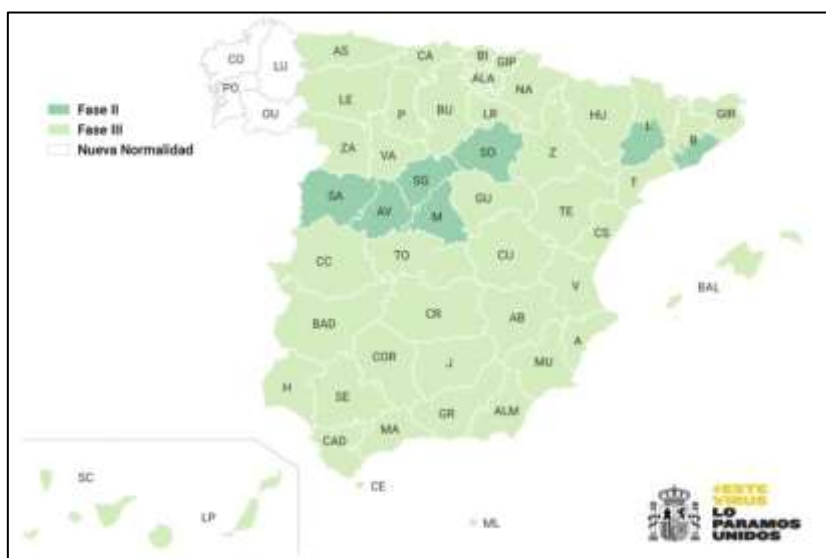 Fase II
Fase III
Nueva Normalidad
CO
LU
PO
OU
AS
CA
BI
GIP
ALA
NA
LE
P
BU
LR
HU
L
B
GIR
ZA
VA
SO
Z
T
SA
AV
SG
M
GU
TE
CS
CC
TO
CU
V
BAL
BAD
CR
AB
A
COR
J
MU
H
SE
GR
ALM
CAD
MA
CE
ML
SC
LP
#ESTE
VIRUS
LO
PARAMOS
UNIDOS